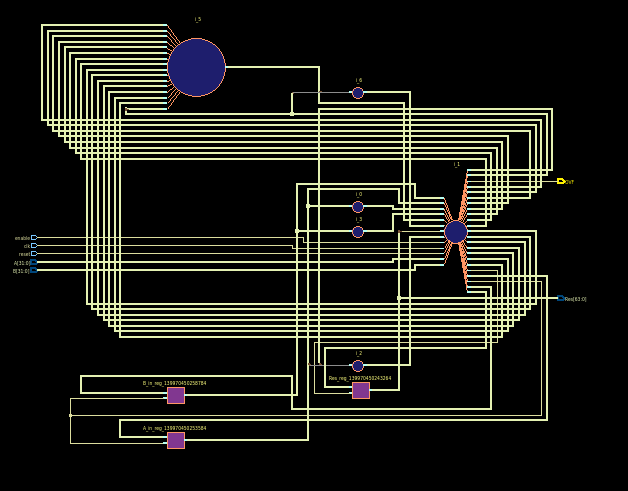 i_5
i_6
i_1
OVF
i_0
i_3
enable
clk
reset
A[31:0]
B[31:0]
Res[63:0]
i_2
B_in_reg_139970450258784
Res_reg_139970450243264
A_in_reg_139970450253584